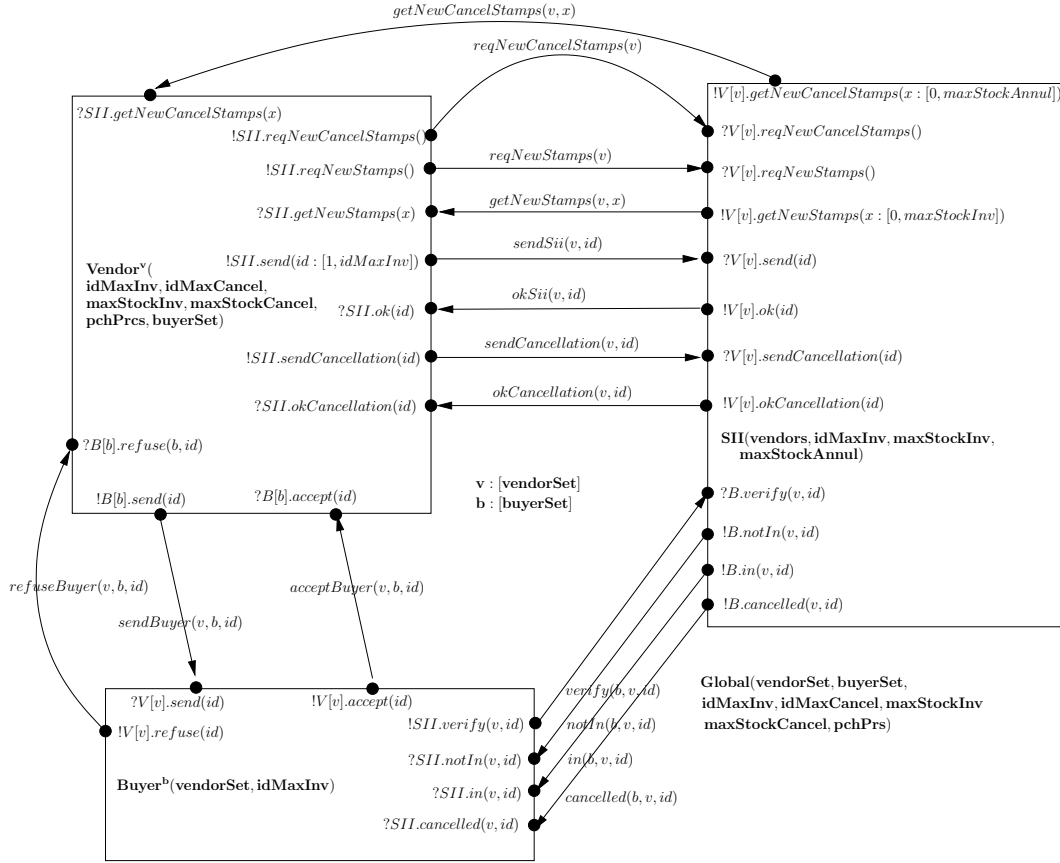 getNewCancelStamps(v, x)
reqNewCancelStamps(v)
?SII.getNewCancelStamps(x)
!SII.reqNewCancelStamps()
!SII.reqNewStamps()
?SII.getNewStamps(x)
!SII.send(id : [1, idMaxInv])
Vendor^v(
idMaxInv, idMaxCancel,
maxStockInv, maxStockCancel,
pchPrcs, buyerSet)
?SII.ok(id)
!SII.sendCancellation(id)
?SII.okCancellation(id)
?B[b].refuse(b, id)
!B[b].send(id)
?B[b].accept(id)
reqNewStamps(v)
getNewStamps(v, x)
sendSii(v, id)
okSii(v, id)
sendCancellation(v, id)
okCancellation(v, id)
!V[v].getNewCancelStamps(x : [0, maxStockAnnul])
?V[v].reqNewCancelStamps()
?V[v].reqNewStamps()
!V[v].getNewStamps(x : [0, maxStockInv])
?V[v].send(id)
!V[v].ok(id)
?V[v].sendCancellation(id)
!V[v].okCancellation(id)
SII(vendors, idMaxInv, maxStockInv,
maxStockAnnul)
?B.verify(v, id)
!B.notIn(v, id)
!B.in(v, id)
!B.cancelled(v, id)
v : [vendorSet]
b : [buyerSet]
refuseBuyer(v, b, id)
acceptBuyer(v, b, id)
sendBuyer(v, b, id)
?V[v].send(id)
!V[v].accept(id)
!V[v].refuse(id)
!SII.verify(v, id)
?SII.notIn(v, id)
?SII.in(v, id)
?SII.cancelled(v, id)
Buyer^b(vendorSet, idMaxInv)
verify(b, v, id)
notIn(b, v, id)
in(b, v, id)
cancelled(b, v, id)
Global(vendorSet, buyerSet,
idMaxInv, idMaxCancel, maxStockInv
maxStockCancel, pchPrs)